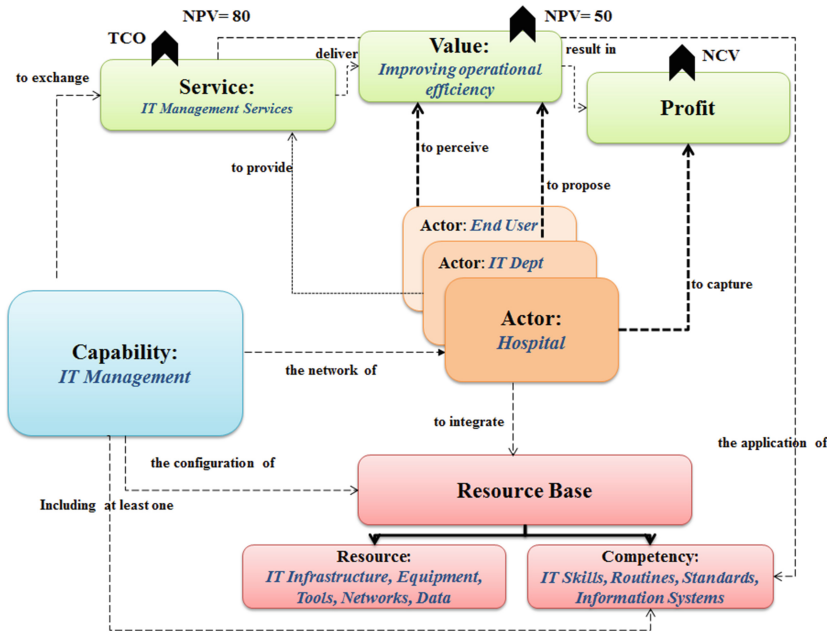 NPV= 80
NPV= 50
TCO
NCV
to exchange
Service:
IT Management Services
deliver
Value:
Improving operational
efficiency
result in
Profit
to provide
to perceive
to propose
Actor: End User
Actor: IT Dept
Actor:
Hospital
to capture
Capability:
IT Management
the network of
to integrate
the application of
the configuration of
Including at least one
Resource Base
Resource:
IT Infrastructure, Equipment,
Tools, Networks, Data
Competency:
IT Skills, Routines, Standards,
Information Systems